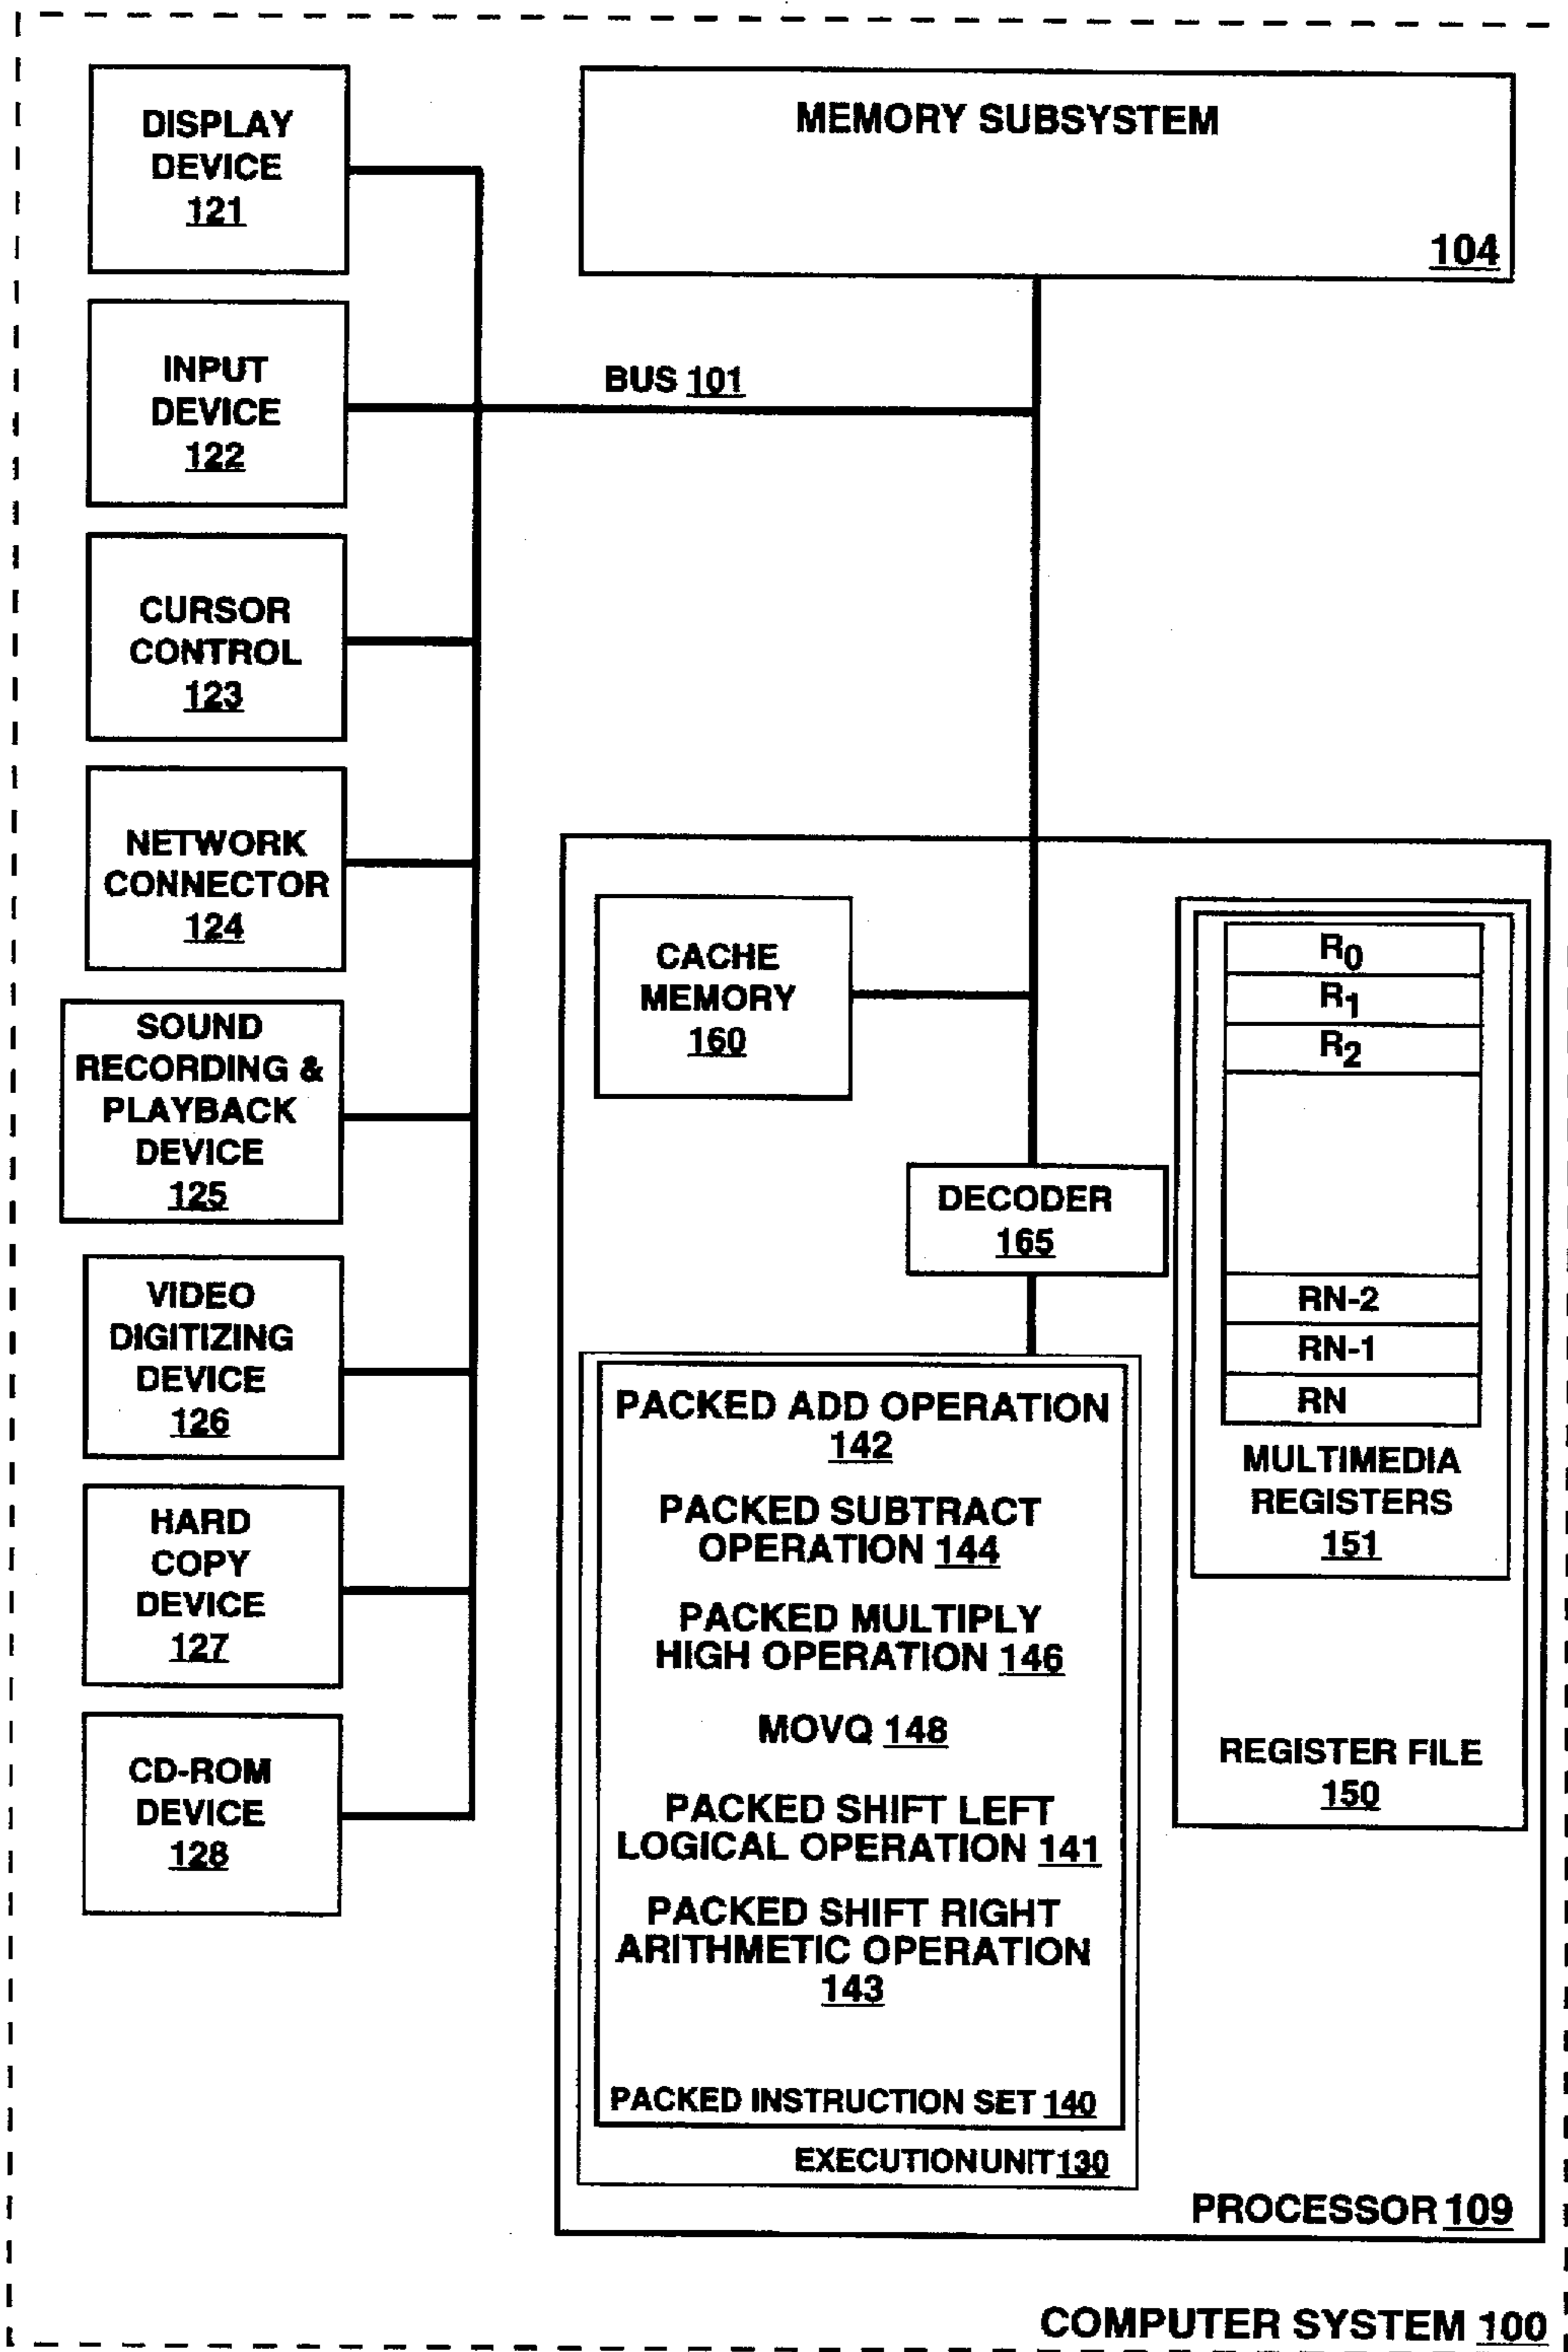 DISPLAY
DEVICE
121
MEMORY SUBSYSTEM
104
INPUT
DEVICE
122
BUS 101
CURSOR
CONTROL
123
NETWORK
CONNECTOR
124
SOUND
RECORDING &
PLAYBACK
DEVICE
125
VIDEO
DIGITIZING
DEVICE
126
HARD
COPY
DEVICE
127
CD-ROM
DEVICE
128
CACHE
MEMORY
160
DECODER
165
PACKED ADD OPERATION
142
PACKED SUBTRACT
OPERATION 144
PACKED MULTIPLY
HIGH OPERATION 146
MOVQ 148
PACKED SHIFT LEFT
LOGICAL OPERATION 141
PACKED SHIFT RIGHT
ARITHMETIC OPERATION
143
PACKED INSTRUCTION SET 140
EXECUTION UNIT 130
R0
R1
R2
RN-2
RN-1
RN
MULTIMEDIA
REGISTERS
151
REGISTER FILE
150
PROCESSOR 109
COMPUTER SYSTEM 100